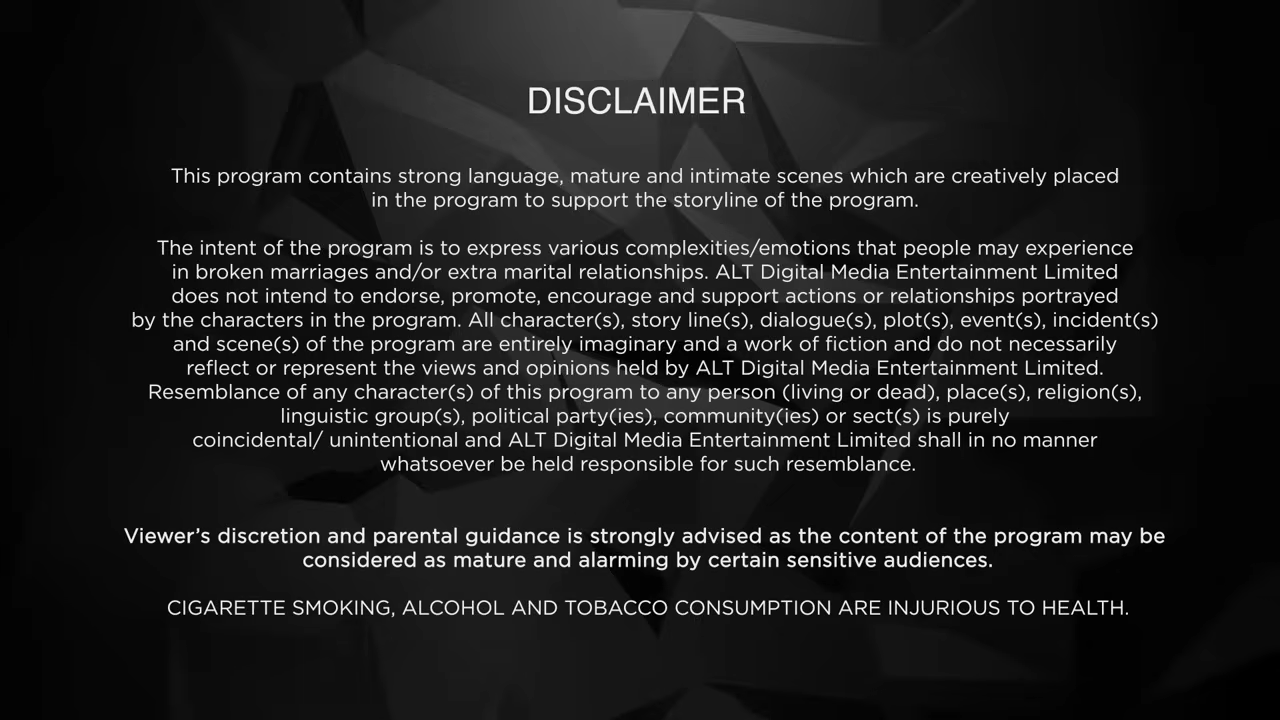 DISCLAIMER
This program contains strong language, mature and intimate scenes which are creatively placed
in the program to support the storyline of the program.
The intent of the program is to express various complexities/emotions that people may experience
in broken marriages and/or extra marital relationships. ALT Digital Media Entertainment Limited
does not intend to endorse, promote, encourage and support actions or relationships portrayed
by the characters in the program. All character(s), story line(s), dialogue(s), plot(s), event(s), incident(s)
and scene(s) of the program are entirely imaginary and a work of fiction and do not necessarily
reflect or represent the views and opinions held by ALT Digital Media Entertainment Limited.
Resemblance of any character(s) of this program to any person (living or dead), place(s), religion(s),
linguistic group(s), political party(ies), community(ies) or sect(s) is purely
coincidental/ unintentional and ALT Digital Media Entertainment Limited shall in no manner
whatsoever be held responsible for such resemblance.
Viewer’s discretion and parental guidance is strongly advised as the content of the program may be
considered as mature and alarming by certain sensitive audiences.
CIGARETTE SMOKING, ALCOHOL AND TOBACCO CONSUMPTION ARE INJURIOUS TO HEALTH.